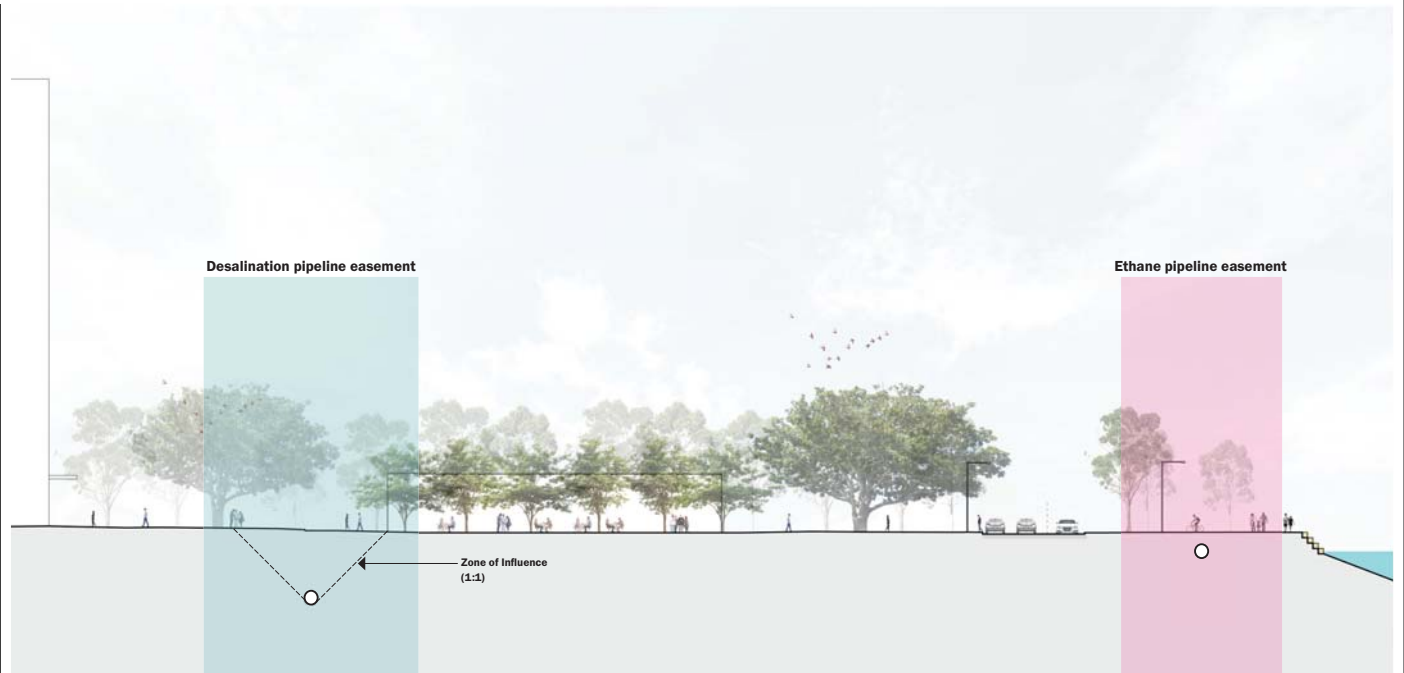 Desalination pipeline easement
Ethane pipeline easement
Zone of Influence
(1:1)